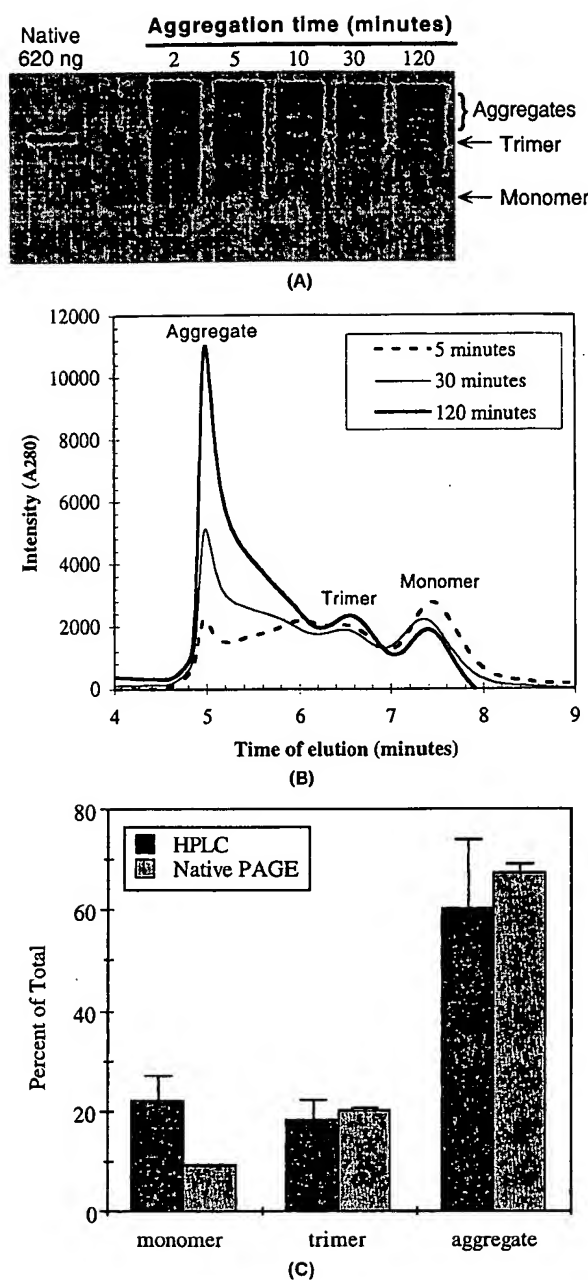 Native
620 ng
Aggregation time (minutes)
2 5 10 30 120
Aggregates
Trimer
Monomer
(A)
12000
10000
8000
6000
4000
2000
0
Intensity (A280)
Aggregate
Trimer
Monomer
5 minutes
30 minutes
120 minutes
4 5 6 7 8 9
Time of elution (minutes)
(B)
80
60
40
20
0
Percent of Total
HPLC
Native PAGE
monomer trimer aggregate
(C)